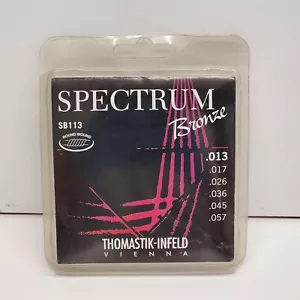 SPECTRUM
Bronze
SB113
ROUND WOUND
.013
.017
.026
.036
.045
.057
THOMASTIK-INFELD
VIENNA